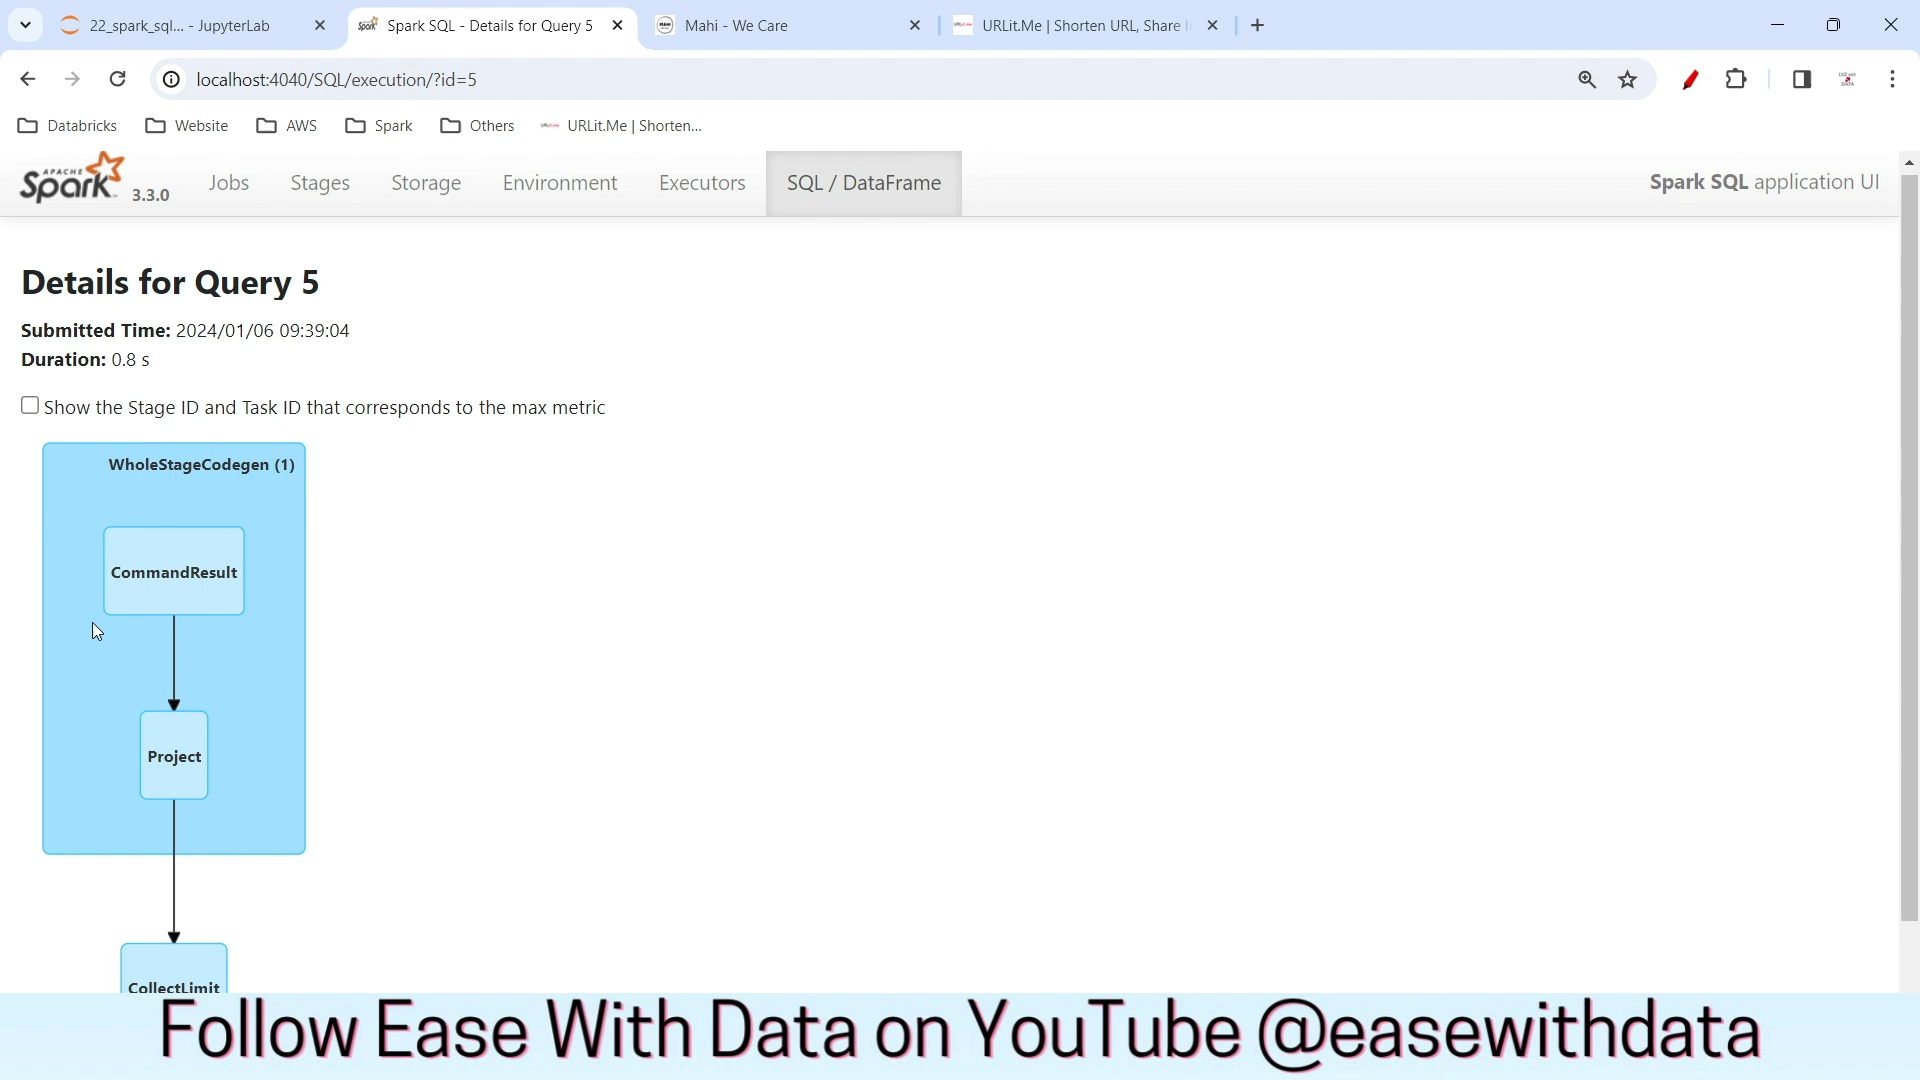 22_spark_sql... - JupyterLab
Spark SQL - Details for Query 5
Mahi - We Care
URLit.Me | Shorten URL, Share
localhost:4040/SQL/execution/?id=5
Databricks
Website
AWS
Spark
Others
URLit.Me | Shorten...
APACHE Spark 3.3.0
Jobs
Stages
Storage
Environment
Executors
SQL / DataFrame
Spark SQL application UI
Details for Query 5
Submitted Time: 2024/01/06 09:39:04
Duration: 0.8 s
Show the Stage ID and Task ID that corresponds to the max metric
WholeStageCodegen (1)
CommandResult
Project
CollectLimit
Follow Ease With Data on YouTube @easewithdata